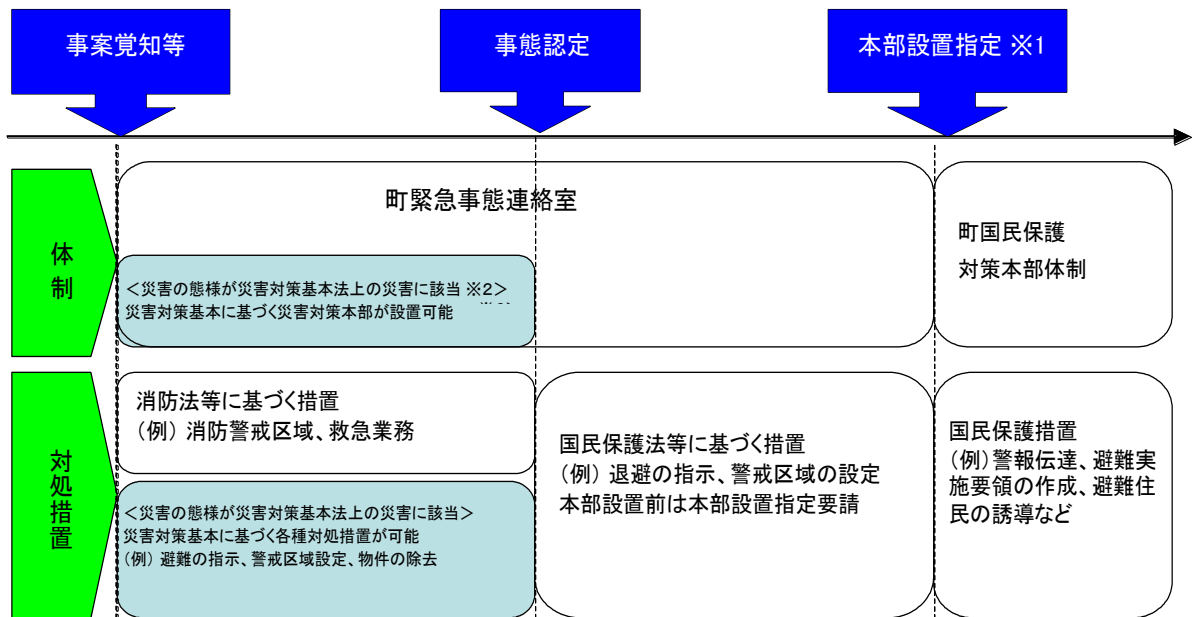 事案覚知等
事態認定
本部設置指定 ※1
体制
町緊急事態連絡室
<災害の態様が災害対策基本法上の災害に該当 ※2>
災害対策基本に基づく災害対策本部が設置可能
町国民保護
対策本部体制
対処措置
消防法等に基づく措置
(例) 消防警戒区域、救急業務
<災害の態様が災害対策基本法上の災害に該当>
災害対策基本に基づく各種対処措置が可能
(例) 避難の指示、警戒区域設定、物件の除去
国民保護法等に基づく措置
(例) 退避の指示、警戒区域の設定
本部設置前は本部設置指定要請
国民保護措置
(例)警報伝達、避難実
施要領の作成、避難住
民の誘導など